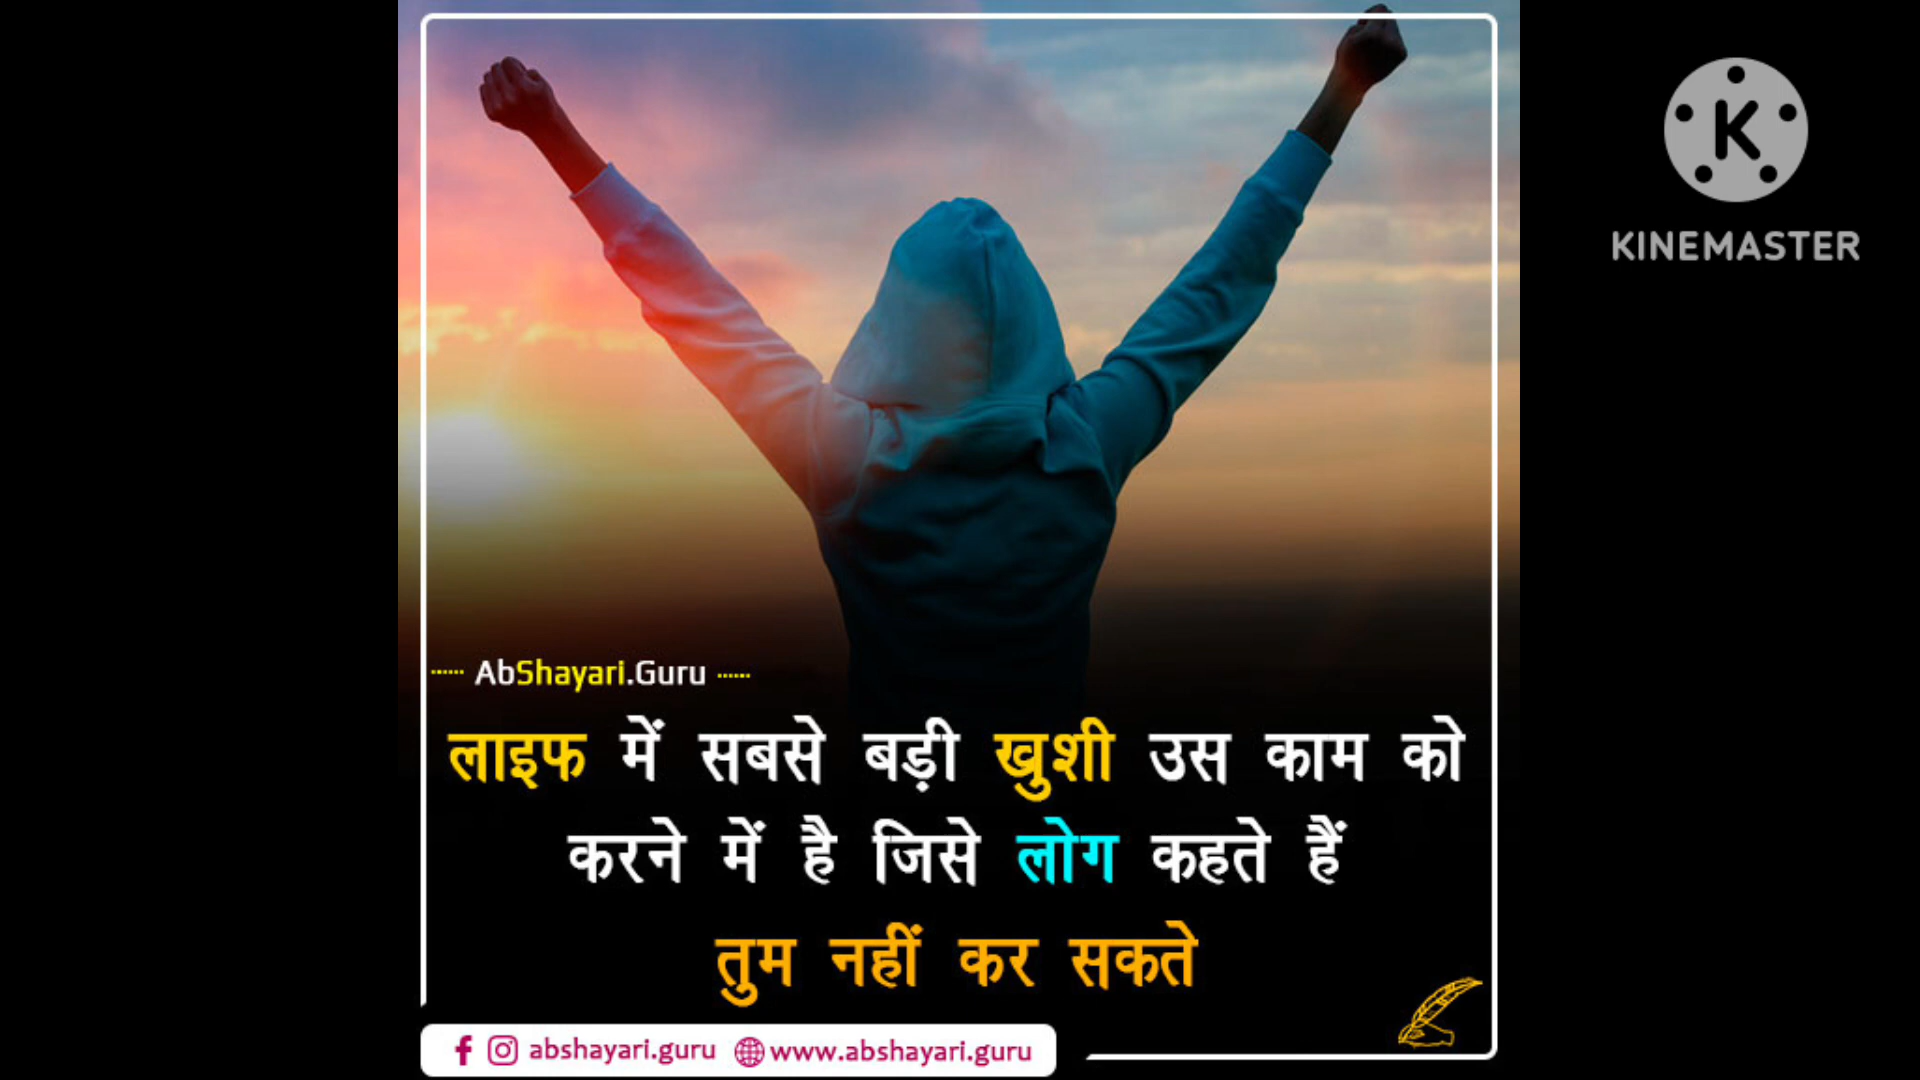 KINEMASTER
AbShayari.Guru
लाइफ में सबसे बड़ी खुशी उस काम को
करने में है जिसे लोग कहते हैं
तुम नहीं कर सकते
abshayari.guru www.abshayari.guru